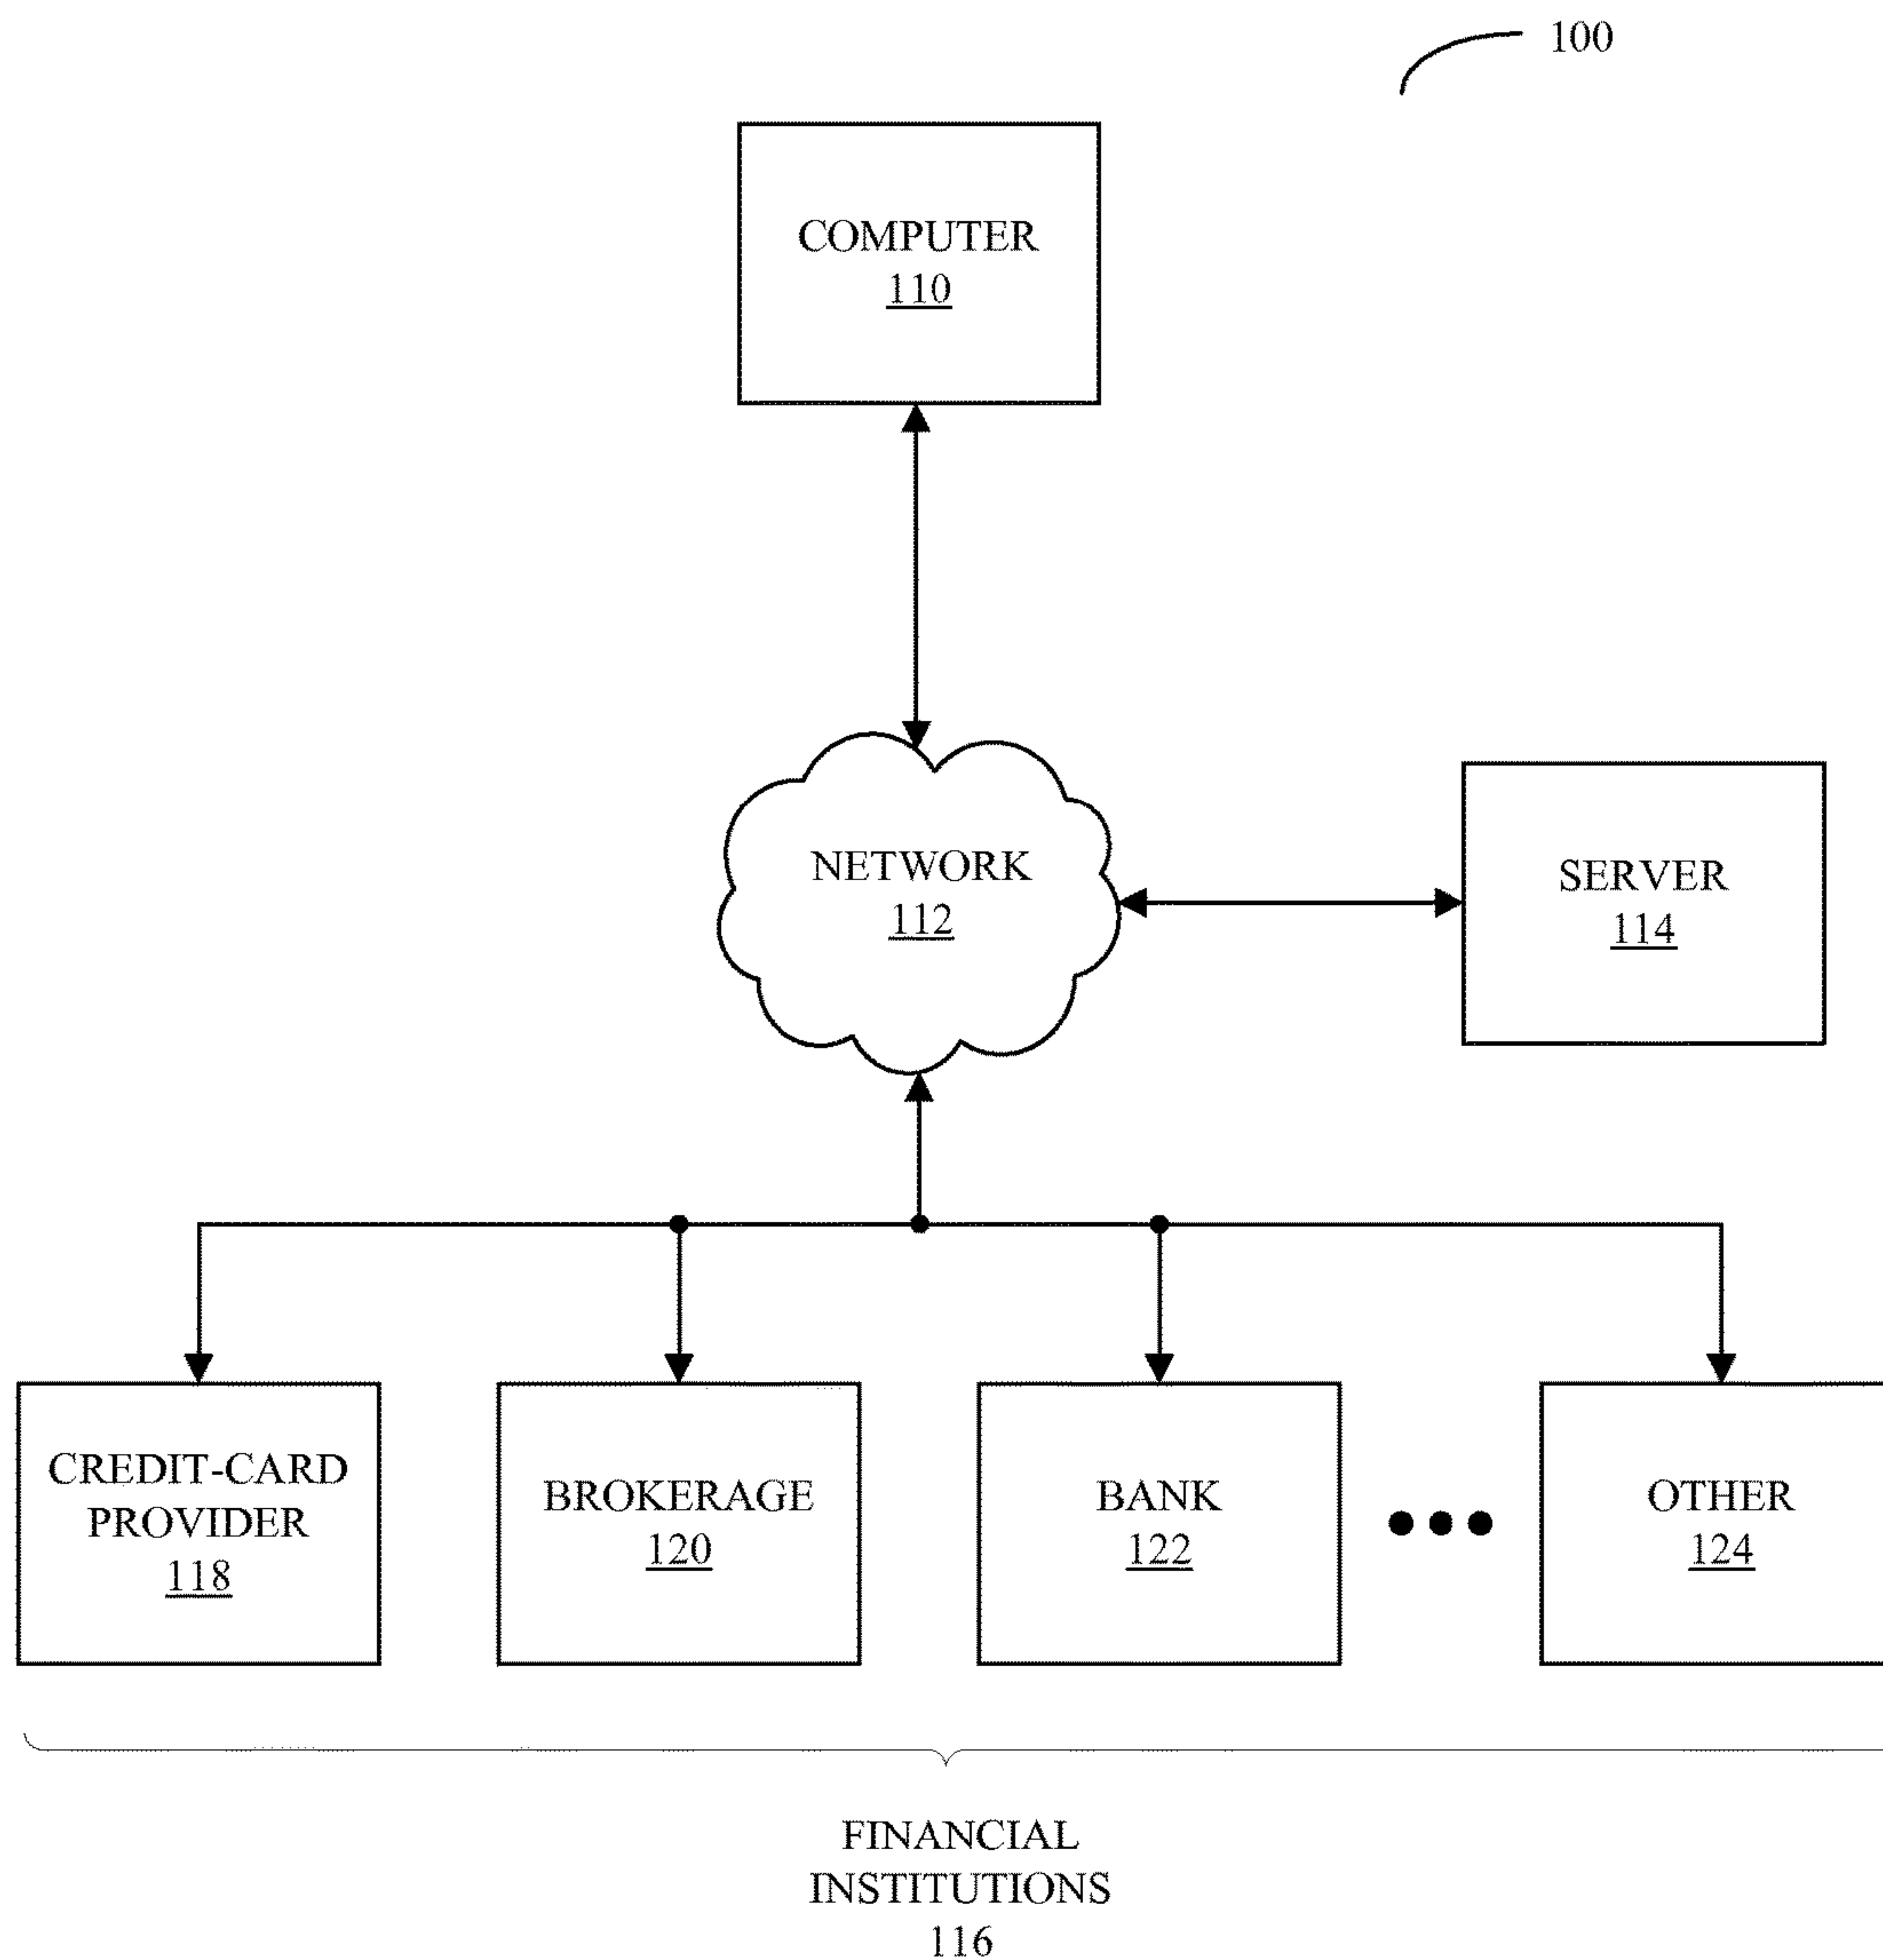 100
COMPUTER
110
NETWORK
112
SERVER
114
CREDIT-CARD
PROVIDER
118
BROKERAGE
120
BANK
122
OTHER
124
FINANCIAL
INSTITUTIONS
116